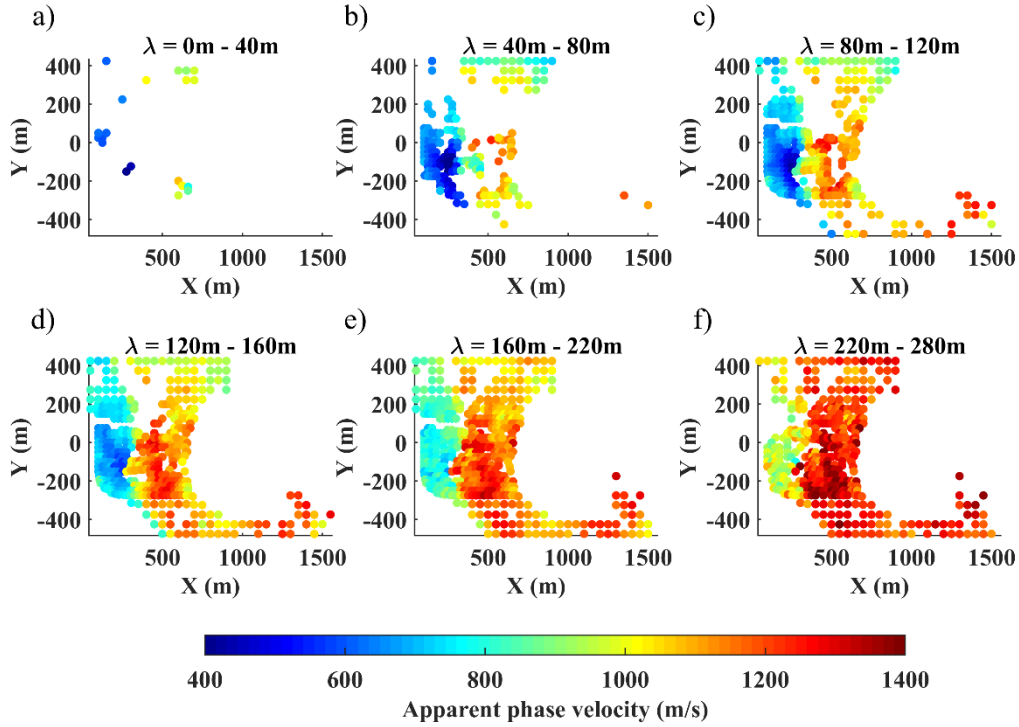 a)
λ = 0m - 40m
400
200
0
-200
-400
Y (m)
500
1000
1500
X (m)
b)
λ = 40m - 80m
400
200
0
-200
-400
Y (m)
500
1000
1500
X (m)
c)
λ = 80m - 120m
400
200
0
-200
-400
Y (m)
500
1000
1500
X (m)
d)
λ = 120m - 160m
400
200
0
-200
-400
Y (m)
500
1000
1500
X (m)
e)
λ = 160m - 220m
400
200
0
-200
-400
Y (m)
500
1000
1500
X (m)
f)
λ = 220m - 280m
400
200
0
-200
-400
Y (m)
500
1000
1500
X (m)
400
600
800
1000
1200
1400
Apparent phase velocity (m/s)